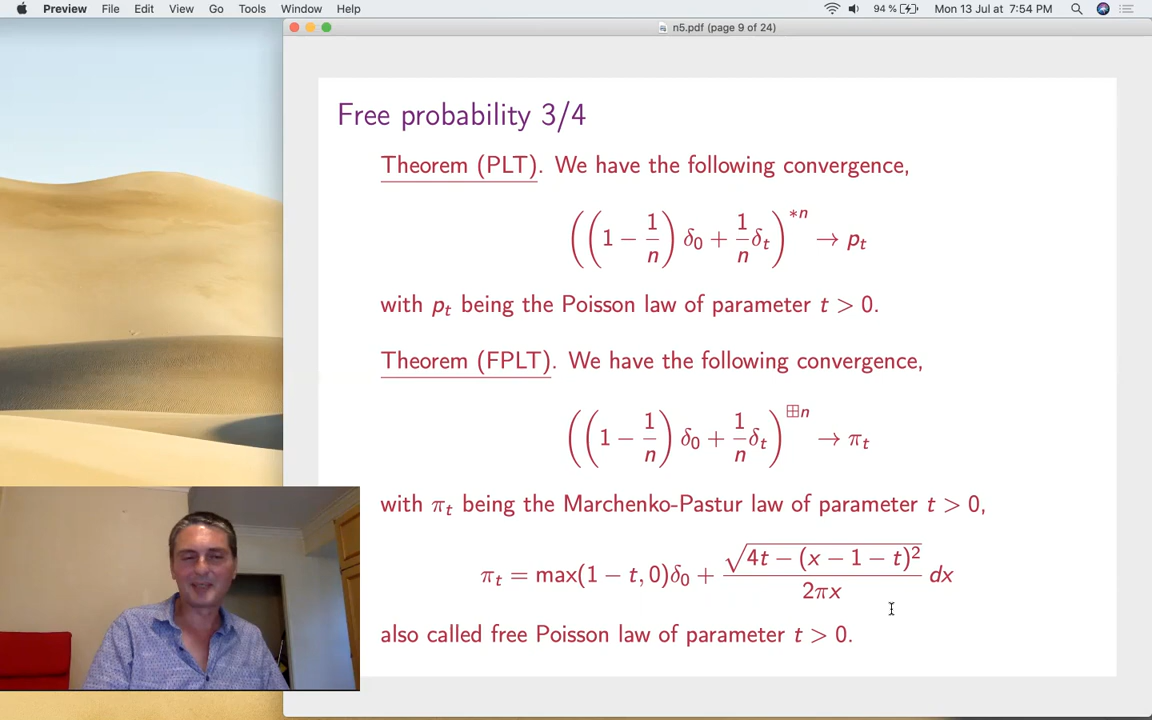 Preview File Edit View Go Tools Window Help 94 % Mon 13 Jul at 7:54 PM
n5.pdf (page 9 of 24)
Free probability 3/4
Theorem (PLT). We have the following convergence,
((1 − 1/n) δ₀ + 1/n δₜ)^{*n} → pₜ
with pₜ being the Poisson law of parameter t > 0.
Theorem (FPLT). We have the following convergence,
((1 − 1/n) δ₀ + 1/n δₜ)^{⊞n} → πₜ
with πₜ being the Marchenko-Pastur law of parameter t > 0,
πₜ = max(1 − t, 0)δ₀ + √(4t − (x − 1 − t)²) / 2πx dx
also called free Poisson law of parameter t > 0.